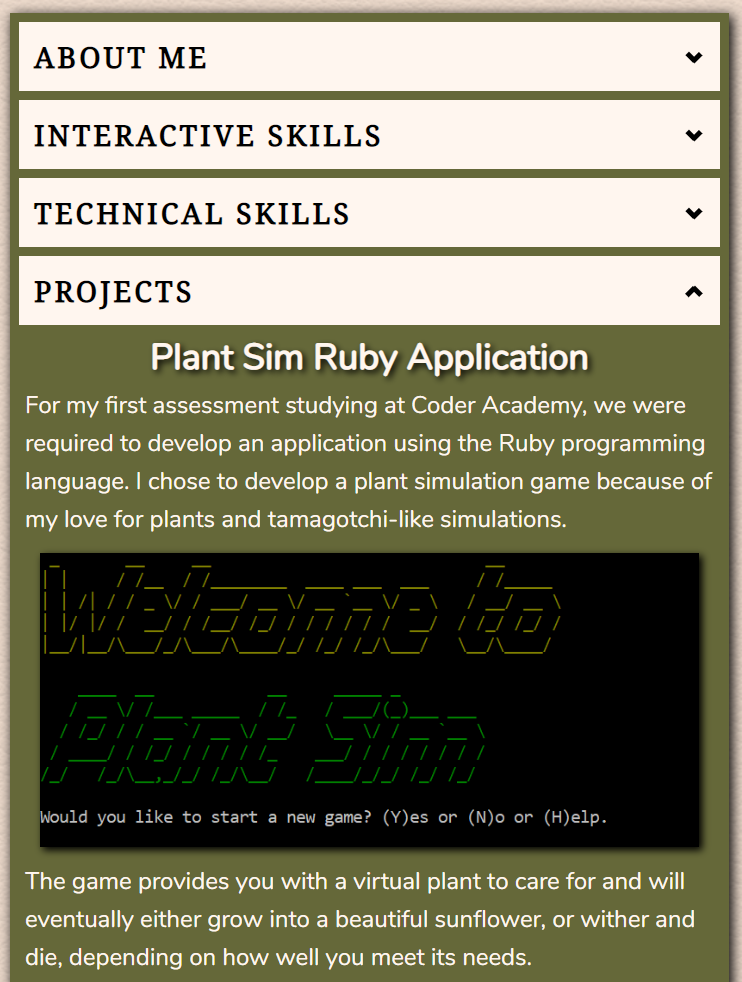 ABOUT ME
INTERACTIVE SKILLS
TECHNICAL SKILLS
PROJECTS
Plant Sim Ruby Application
For my first assessment studying at Coder Academy, we were
required to develop an application using the Ruby programming
language. I chose to develop a plant simulation game because of
my love for plants and tamagotchi-like simulations.
Welcome to
Plant Sim
Would you like to start a new game? (Y)es or (N)o or (H)elp.
The game provides you with a virtual plant to care for and will
eventually either grow into a beautiful sunflower, or wither and
die, depending on how well you meet its needs.